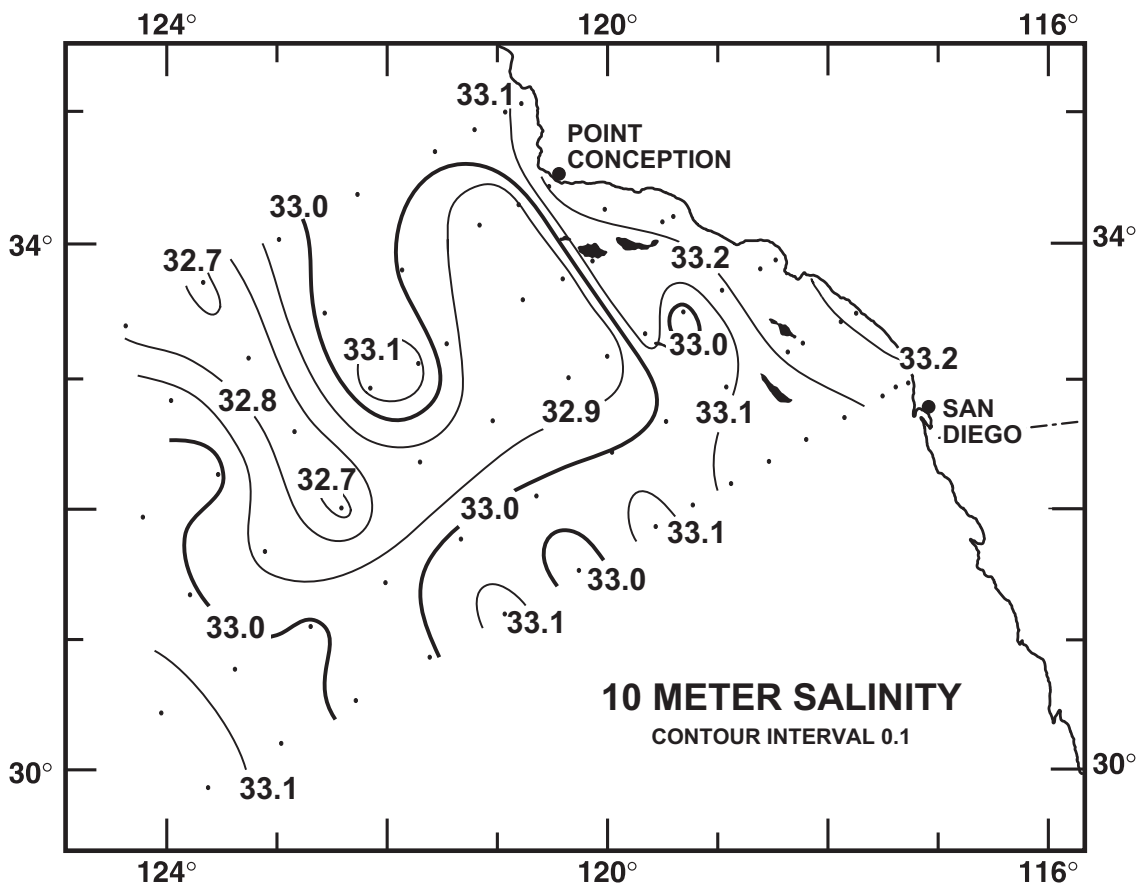 124° 120° 116°
33.1
POINT
CONCEPTION
33.0
34° 34°
32.7
33.2
33.1
33.0
33.2
32.8
32.9
33.1
SAN
DIEGO
32.7
33.0
33.1
33.0
33.0
33.1
10 METER SALINITY
CONTOUR INTERVAL 0.1
30° 30°
33.1
124° 120° 116°